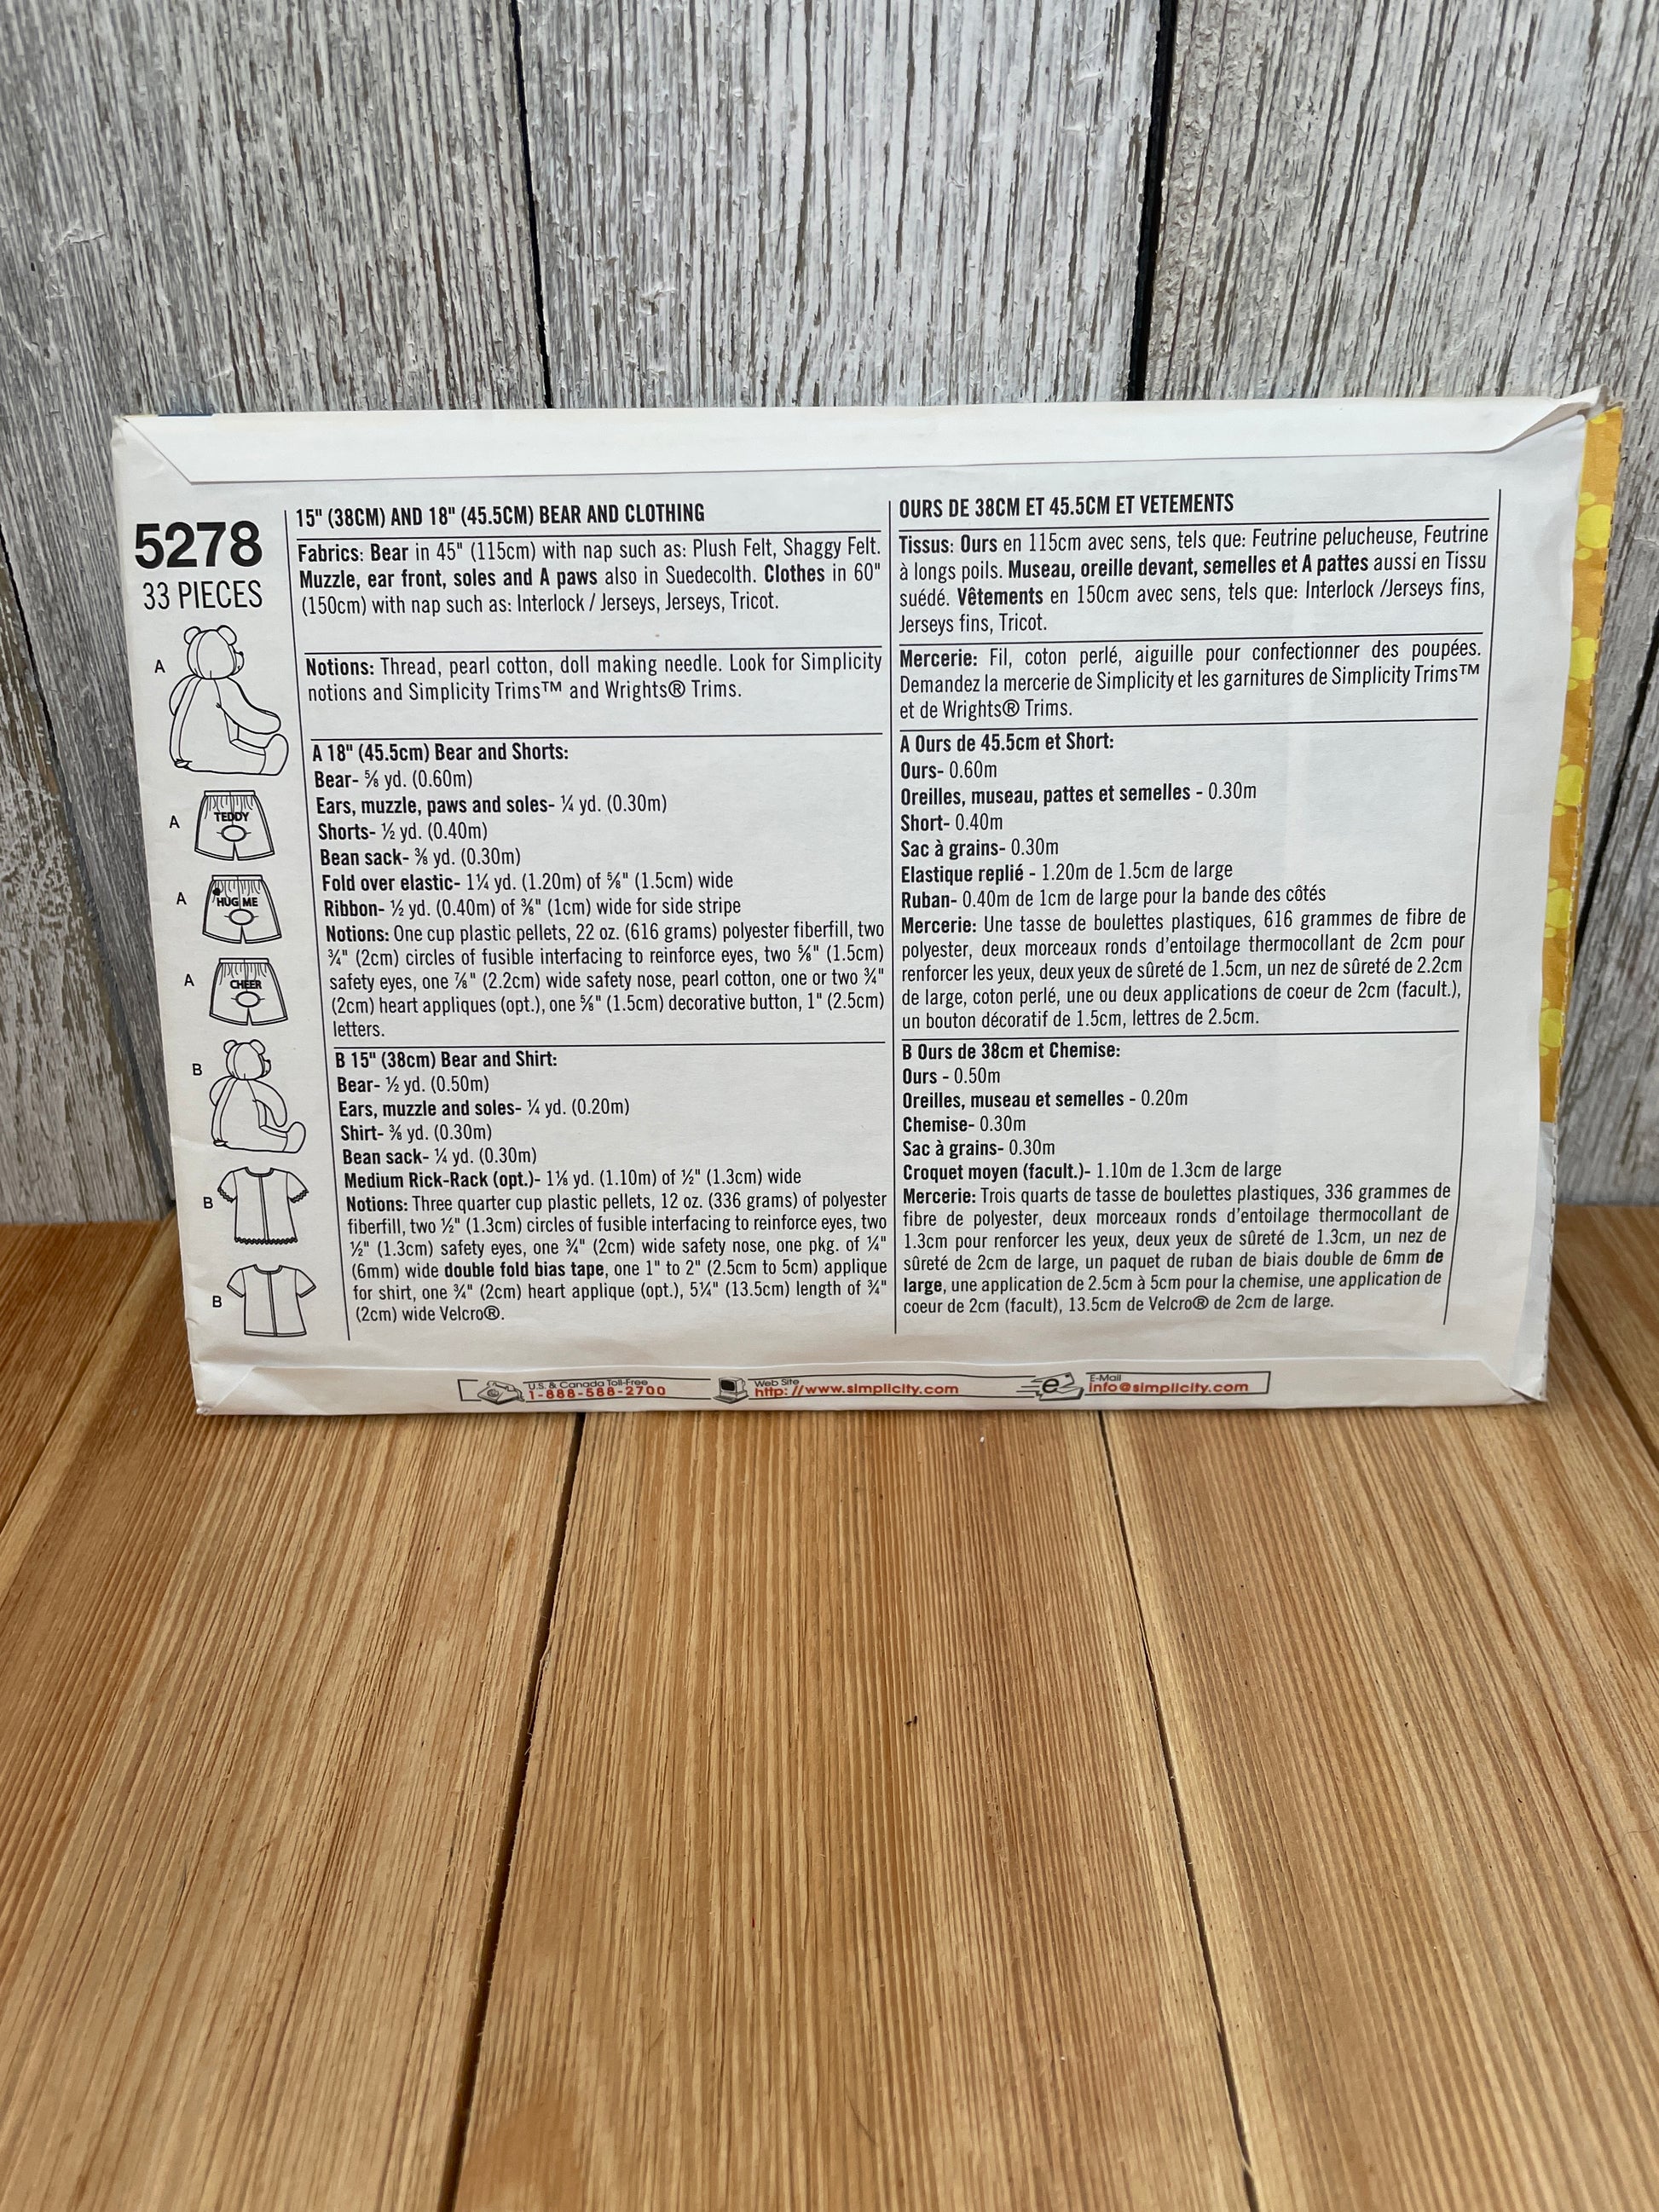 5278
33 PIECES
A
A
TEDDY
A
HUG ME
A
CHEER
B
B
B
15" (38CM) AND 18" (45.5CM) BEAR AND CLOTHING
Fabrics: Bear in 45" (115cm) with nap such as: Plush Felt, Shaggy Felt.
Muzzle, ear front, soles and A paws also in Suedecolth. Clothes in 60"
(150cm) with nap such as: Interlock / Jerseys, Jerseys, Tricot.
Notions: Thread, pearl cotton, doll making needle. Look for Simplicity
notions and Simplicity Trims™ and Wrights® Trims.
A 18" (45.5cm) Bear and Shorts:
Bear- ⅝ yd. (0.60m)
Ears, muzzle, paws and soles- ¼ yd. (0.30m)
Shorts- ½ yd. (0.40m)
Bean sack- ⅜ yd. (0.30m)
Fold over elastic- 1¼ yd. (1.20m) of ⅝" (1.5cm) wide
Ribbon- ½ yd. (0.40m) of ⅜" (1cm) wide for side stripe
Notions: One cup plastic pellets, 22 oz. (616 grams) polyester fiberfill, two
¾" (2cm) circles of fusible interfacing to reinforce eyes, two ⅝" (1.5cm)
safety eyes, one ⅞" (2.2cm) wide safety nose, pearl cotton, one or two ¾"
(2cm) heart appliques (opt.), one ⅝" (1.5cm) decorative button, 1" (2.5cm)
letters.
B 15" (38cm) Bear and Shirt:
Bear- ½ yd. (0.50m)
Ears, muzzle and soles- ¼ yd. (0.20m)
Shirt- ⅜ yd. (0.30m)
Bean sack- ¼ yd. (0.30m)
Medium Rick-Rack (opt.)- 1⅛ yd. (1.10m) of ½" (1.3cm) wide
Notions: Three quarter cup plastic pellets, 12 oz. (336 grams) of polyester
fiberfill, two ½" (1.3cm) circles of fusible interfacing to reinforce eyes, two
½" (1.3cm) safety eyes, one ¾" (2cm) wide safety nose, one pkg. of ¼"
(6mm) wide double fold bias tape, one 1" to 2" (2.5cm to 5cm) applique
for shirt, one ¾" (2cm) heart applique (opt.), 5¼" (13.5cm) length of ¾"
(2cm) wide Velcro®.
OURS DE 38CM ET 45.5CM ET VETEMENTS
Tissus: Ours en 115cm avec sens, tels que: Feutrine pelucheuse, Feutrine
à longs poils. Museau, oreille devant, semelles et A pattes aussi en Tissu
suédé. Vêtements en 150cm avec sens, tels que: Interlock /Jerseys fins,
Jerseys fins, Tricot.
Mercerie: Fil, coton perlé, aiguille pour confectionner des poupées.
Demandez la mercerie de Simplicity et les garnitures de Simplicity Trims™
et de Wrights® Trims.
A Ours de 45.5cm et Short:
Ours- 0.60m
Oreilles, museau, pattes et semelles - 0.30m
Short- 0.40m
Sac à grains- 0.30m
Elastique replié - 1.20m de 1.5cm de large
Ruban- 0.40m de 1cm de large pour la bande des côtés
Mercerie: Une tasse de boulettes plastiques, 616 grammes de fibre de
polyester, deux morceaux ronds d'entoilage thermocollant de 2cm pour
renforcer les yeux, deux yeux de sûreté de 1.5cm, un nez de sûreté de 2.2cm
de large, coton perlé, une ou deux applications de coeur de 2cm (facult.),
un bouton décoratif de 1.5cm, lettres de 2.5cm.
B Ours de 38cm et Chemise:
Ours - 0.50m
Oreilles, museau et semelles - 0.20m
Chemise- 0.30m
Sac à grains- 0.30m
Croquet moyen (facult.)- 1.10m de 1.3cm de large
Mercerie: Trois quarts de tasse de boulettes plastiques, 336 grammes de
fibre de polyester, deux morceaux ronds d'entoilage thermocollant de
1.3cm pour renforcer les yeux, deux yeux de sûreté de 1.3cm, un nez de
sûreté de 2cm de large, un paquet de ruban de biais double de 6mm de
large, une application de 2.5cm à 5cm pour la chemise, une application de
coeur de 2cm (facult), 13.5cm de Velcro® de 2cm de large.
U.S. & Canada Toll-Free
1-888-588-2700
Web Site
http://www.simplicity.com
E-Mail
info@simplicity.com